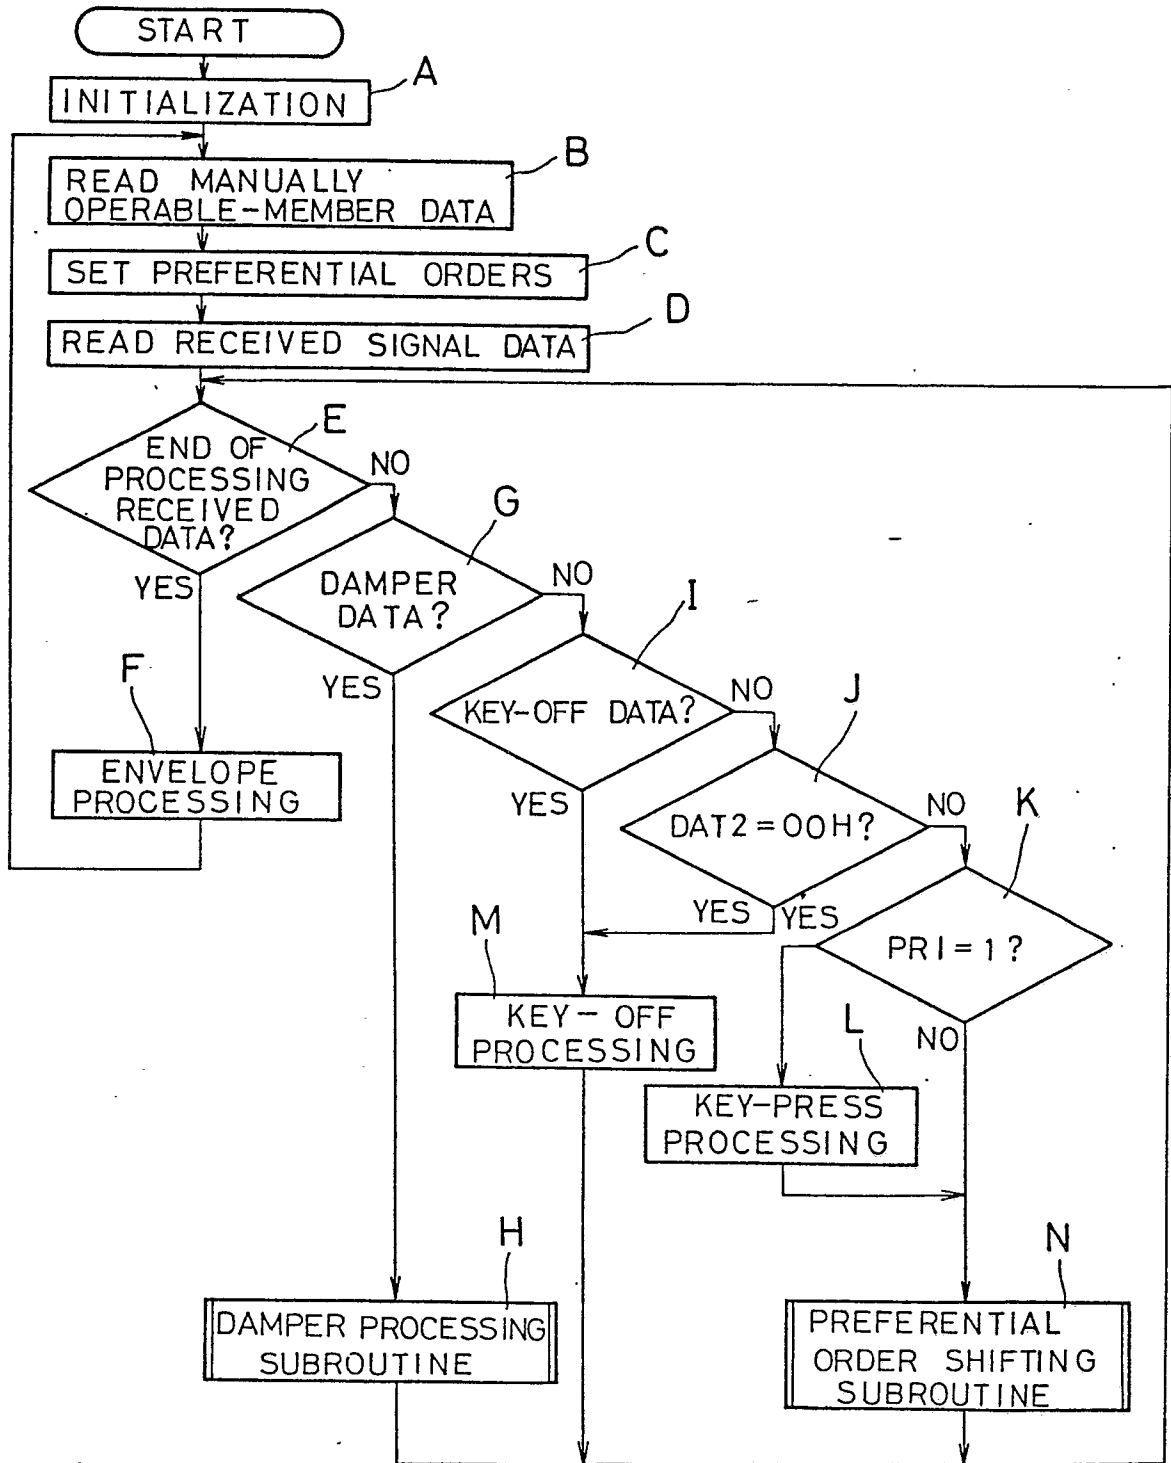 START
A
INITIALIZATION
B
READ MANUALLY
OPERABLE-MEMBER DATA
C
SET PREFERENTIAL ORDERS
D
READ RECEIVED SIGNAL DATA
E
END OF
PROCESSING
RECEIVED
DATA?
NO
YES
G
DAMPER
DATA?
NO
YES
I
KEY-OFF DATA?
NO
YES
F
ENVELOPE
PROCESSING
J
DAT2=00H?
NO
YES
K
PRI=1?
YES
NO
M
KEY-OFF
PROCESSING
L
KEY-PRESS
PROCESSING
H
DAMPER PROCESSING
SUBROUTINE
N
PREFERENTIAL
ORDER SHIFTING
SUBROUTINE